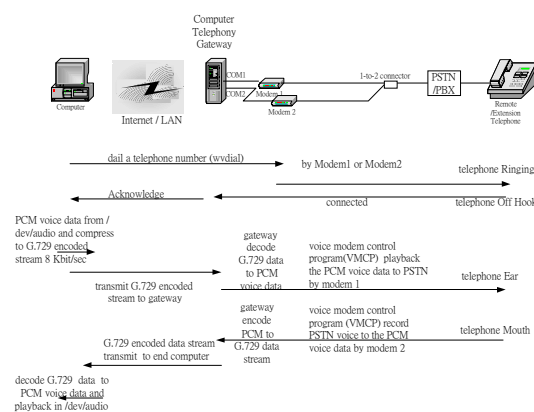 Computer
Telephony
Gateway
COM1
COM2
Modem 1
Modem 2
1-to-2 connector
PSTN
/PBX
Computer
Internet / LAN
Remote
/Extension
Telephone
dail a telephone number (wvdial)
by Modem1 or Modem2
telephone Ringing
Acknowledge
connected
telephone Off Hook
PCM voice data from /
dev/audio and compress
to G.729 encoded
stream 8 Kbit/sec
transmit G.729 encoded
stream to gateway
gateway
decode
G.729 data
to PCM
voice data
voice modem control
program(VMCP) playback
the PCM voice data to PSTN
by modem 1
telephone Ear
gateway
encode
PCM to
G.729 data
stream
voice modem control
program (VMCP) record
PSTN voice to the PCM
voice data by modem 2
telephone Mouth
G.729 encoded data stream
transmit to end computer
decode G.729 data to
PCM voice data and
playback in /dev/audio